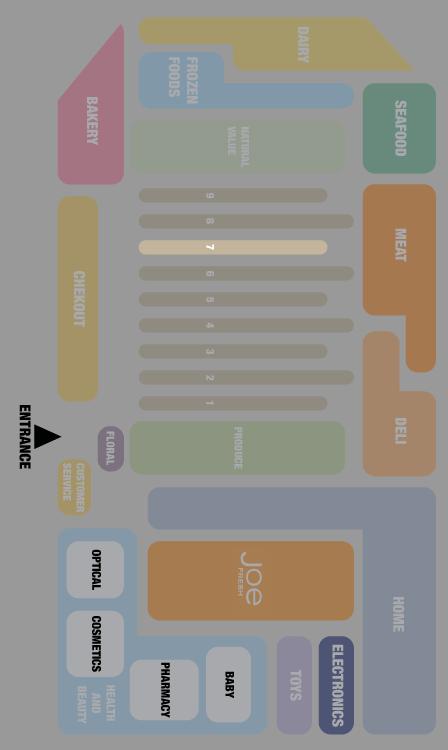 DAIRY
FROZEN
FOODS
BAKERY
SEAFOOD
NATURAL
VALUE
9
8
7
6
5
4
3
2
1
MEAT
CHEKOUT
DELI
ENTRANCE
FLORAL
PRODUCE
CUSTOMER
SERVICE
OPTICAL
JOE
FRESH
HOME
COSMETICS
PHARMACY
BABY
TOYS
ELECTRONICS
HEALTH
AND
BEAUTY